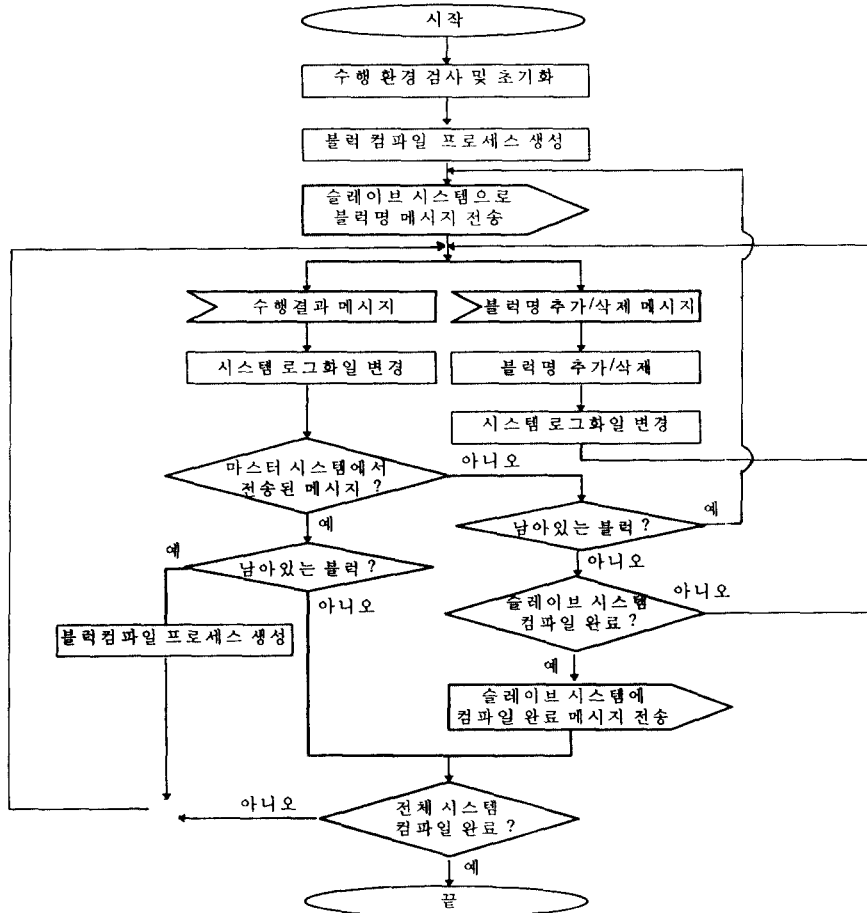 시작
수행 환경 검사 및 초기화
블럭 컴파일 프로세스 생성
슬레이브 시스템으로
블럭명 메시지 전송
수행결과 메시지
블럭명 추가/삭제 메시지
시스템 로그화일 변경
블럭명 추가/삭제
시스템 로그화일 변경
마스터 시스템에서
전송된 메시지 ?
아니오
예
남아있는 블럭 ?
예
아니오
예
남아있는 블럭 ?
아니오
슬레이브 시스템
컴파일 완료 ?
아니오
블럭컴파일 프로세스 생성
예
슬레이브 시스템에
컴파일 완료 메시지 전송
아니오
전체 시스템
컴파일 완료 ?
예
끝